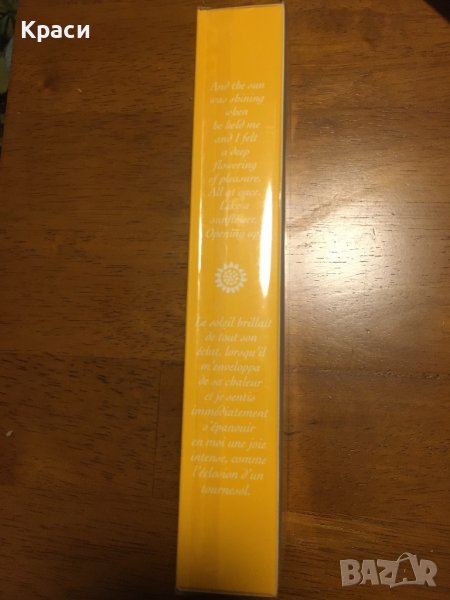 Краси
And the sun
was shining
when
he held me
and I felt
a deep
flowering
of pleasure.
All at once.
Like a
sunflower.
Opening up.
Le soleil brillait
de tout son
éclat, lorsqu'il
m'enveloppa
de sa chaleur
et je sentis
immédiatement
s'épanouir
en moi une joie
intense, comme
l'éclosion d'un
tournesol.
BAZAR